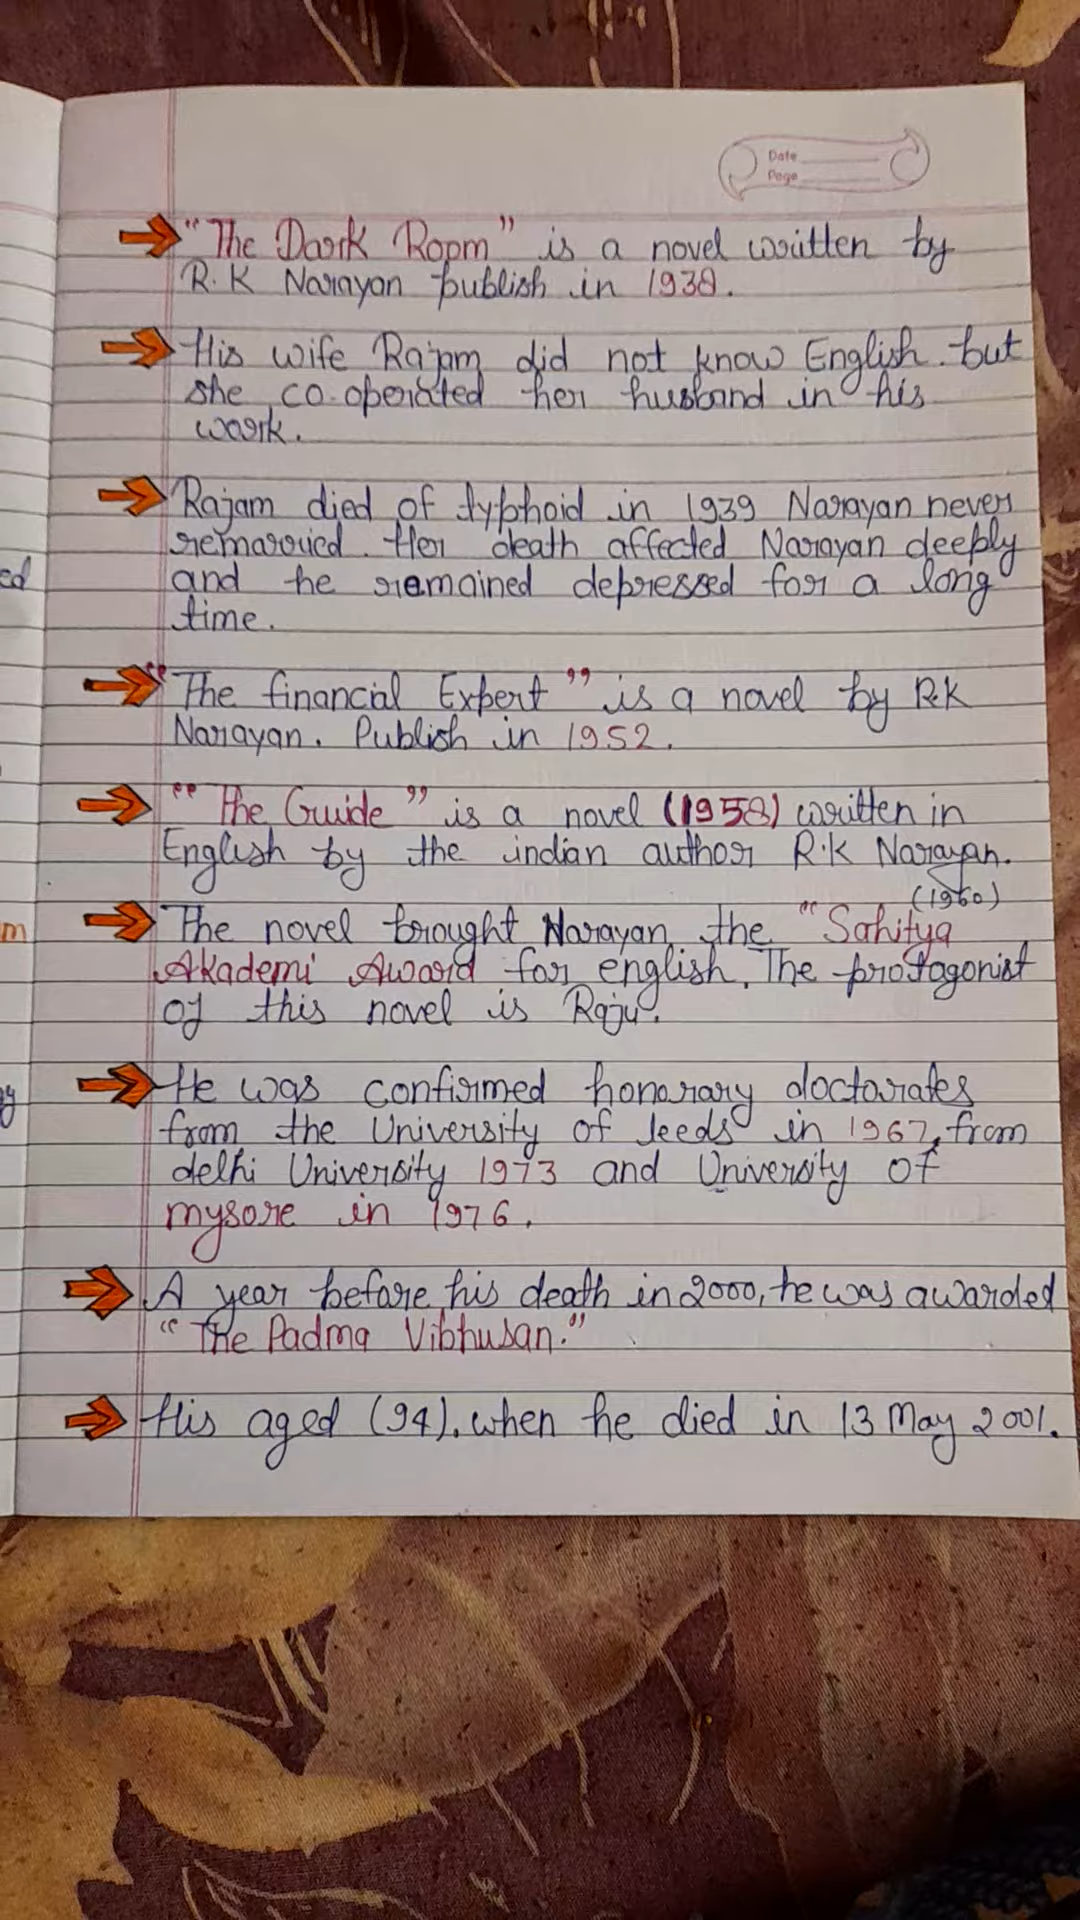 Date
Page
"The Dark Room" is a novel written by
R.K Narayan publish in 1938.
His wife Rajam did not know English. but
she co-operated her husband in his
work.
Rajam died of typhoid in 1939 Narayan never
remarried. Her death affected Narayan deeply
and he remained depressed for a long
time.
"The financial Expert" is a novel by R.K
Narayan. Publish in 1952.
"The Guide" is a novel (1958) written in
English by the indian author R.K Narayan.
(1960)
The novel brought Narayan the "Sahitya
Akademi Award for english. The protagonist
of this novel is Raju.
He was confirmed honorary doctorates
from the University of leeds in 1967, from
delhi University 1973 and University of
mysore in 1976.
A year before his death in 2000, he was awarded
"The Padma Vibhusan."
His aged (94). when he died in 13 May 2001.
ed
m